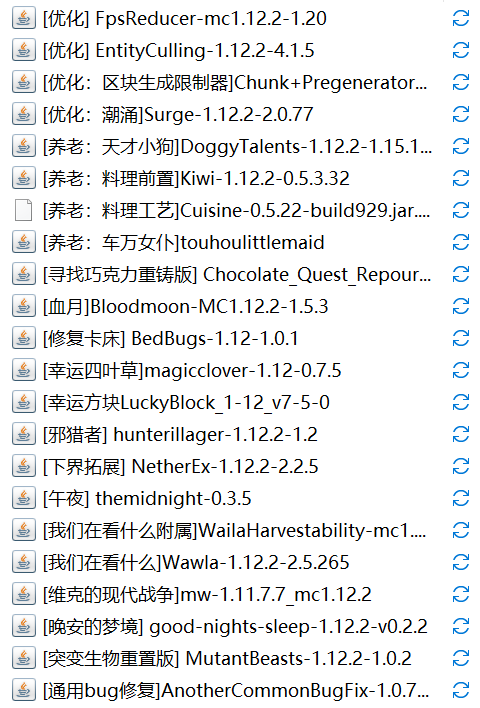 [优化] FpsReducer-mc1.12.2-1.20
[优化] EntityCulling-1.12.2-4.1.5
[优化：区块生成限制器]Chunk+Pregenerator...
[优化：潮涌]Surge-1.12.2-2.0.77
[养老：天才小狗]DoggyTalents-1.12.2-1.15.1...
[养老：料理前置]Kiwi-1.12.2-0.5.3.32
[养老：料理工艺]Cuisine-0.5.22-build929.jar....
[养老：车万女仆]touhoulittlemaid
[寻找巧克力重铸版] Chocolate_Quest_Repour...
[血月]Bloodmoon-MC1.12.2-1.5.3
[修复卡床] BedBugs-1.12-1.0.1
[幸运四叶草]magicclover-1.12-0.7.5
[幸运方块LuckyBlock_1-12_v7-5-0
[邪猎者] hunterillager-1.12.2-1.2
[下界拓展] NetherEx-1.12.2-2.2.5
[午夜] themidnight-0.3.5
[我们在看什么附属]WailaHarvestability-mc1....
[我们在看什么]Wawla-1.12.2-2.5.265
[维克的现代战争]mw-1.11.7.7_mc1.12.2
[晚安的梦境] good-nights-sleep-1.12.2-v0.2.2
[突变生物重置版] MutantBeasts-1.12.2-1.0.2
[通用bug修复]AnotherCommonBugFix-1.0.7...